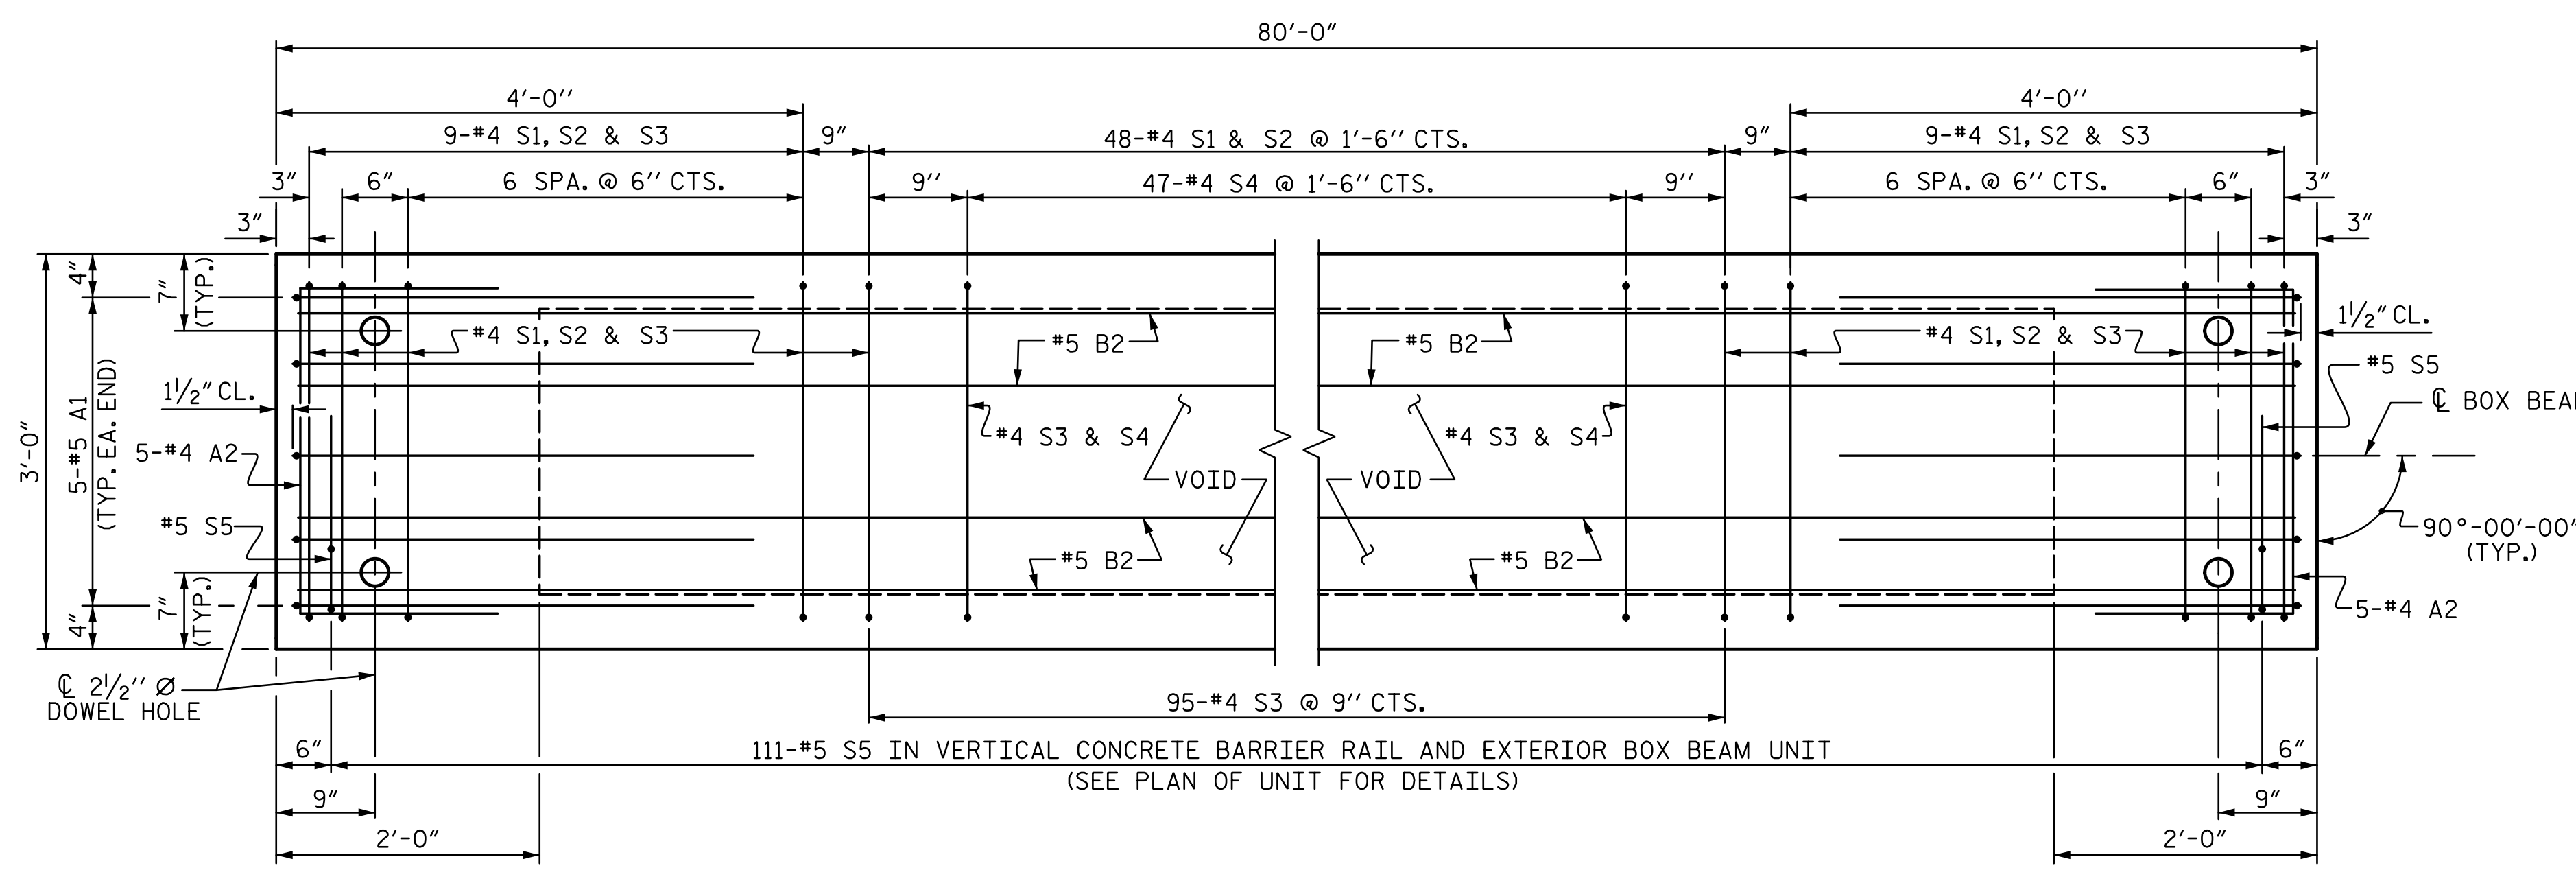 80'-0"
4'-0"
4'-0"
9-#4 S1, S2 & S3
9"
48-#4 S1 & S2 @ 1'-6" CTS.
9"
9-#4 S1, S2 & S3
3"
6"
6 SPA. @ 6" CTS.
9"
47-#4 S4 @ 1'-6" CTS.
9"
6 SPA. @ 6" CTS.
6"
3"
3"
3"
4"
7"
(TYP.)
#4 S1, S2 & S3
#5 B2
#5 B2
#4 S1, S2 & S3
1½" CL.
#5 S5
1½" CL.
℄ BOX BEA
3'-0"
5-#5 A1
(TYP. EA. END)
5-#4 A2
#4 S3 & S4
#4 S3 & S4
VOID
VOID
#5 S5
90°-00'-00'
(TYP.)
#5 B2
#5 B2
4"
7"
(TYP.)
5-#4 A2
℄ 2½" Ø
DOWEL HOLE
95-#4 S3 @ 9" CTS.
6"
111-#5 S5 IN VERTICAL CONCRETE BARRIER RAIL AND EXTERIOR BOX BEAM UNIT
6"
(SEE PLAN OF UNIT FOR DETAILS)
9"
9"
2'-0"
2'-0"